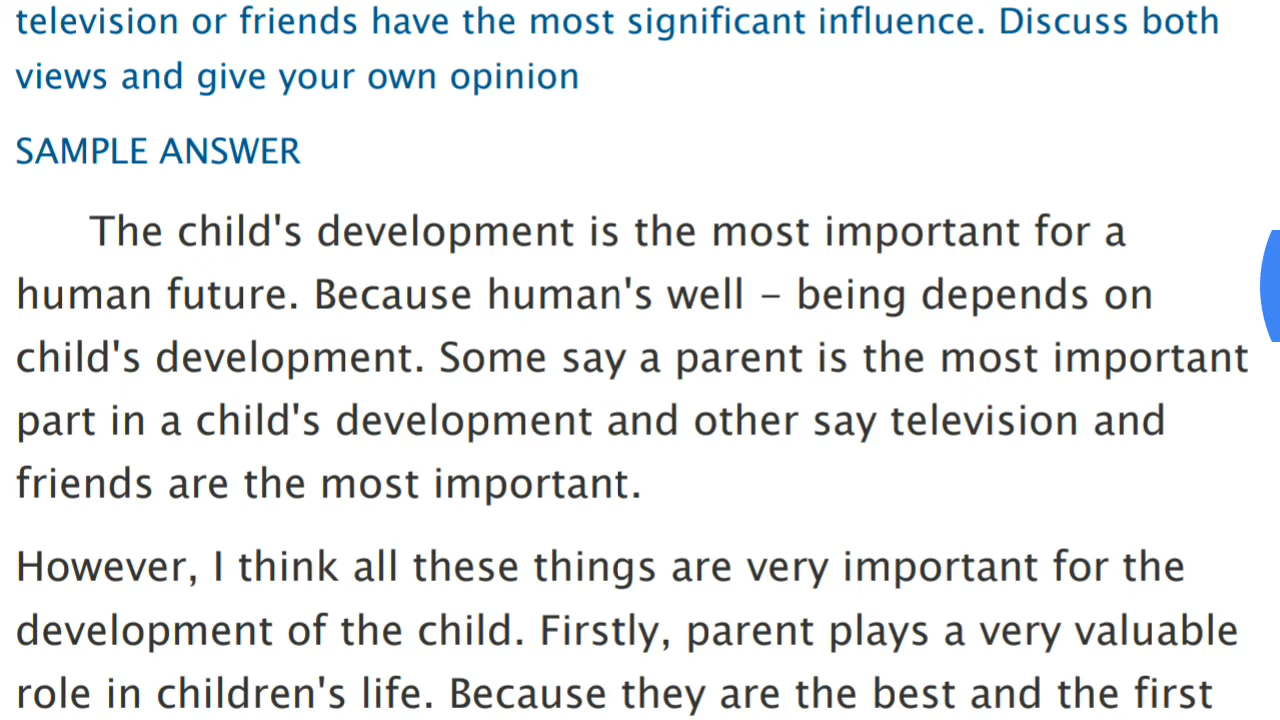 television or friends have the most significant influence. Discuss both
views and give your own opinion
SAMPLE ANSWER
The child's development is the most important for a
human future. Because human's well – being depends on
child's development. Some say a parent is the most important
part in a child's development and other say television and
friends are the most important.
However, I think all these things are very important for the
development of the child. Firstly, parent plays a very valuable
role in children's life. Because they are the best and the first